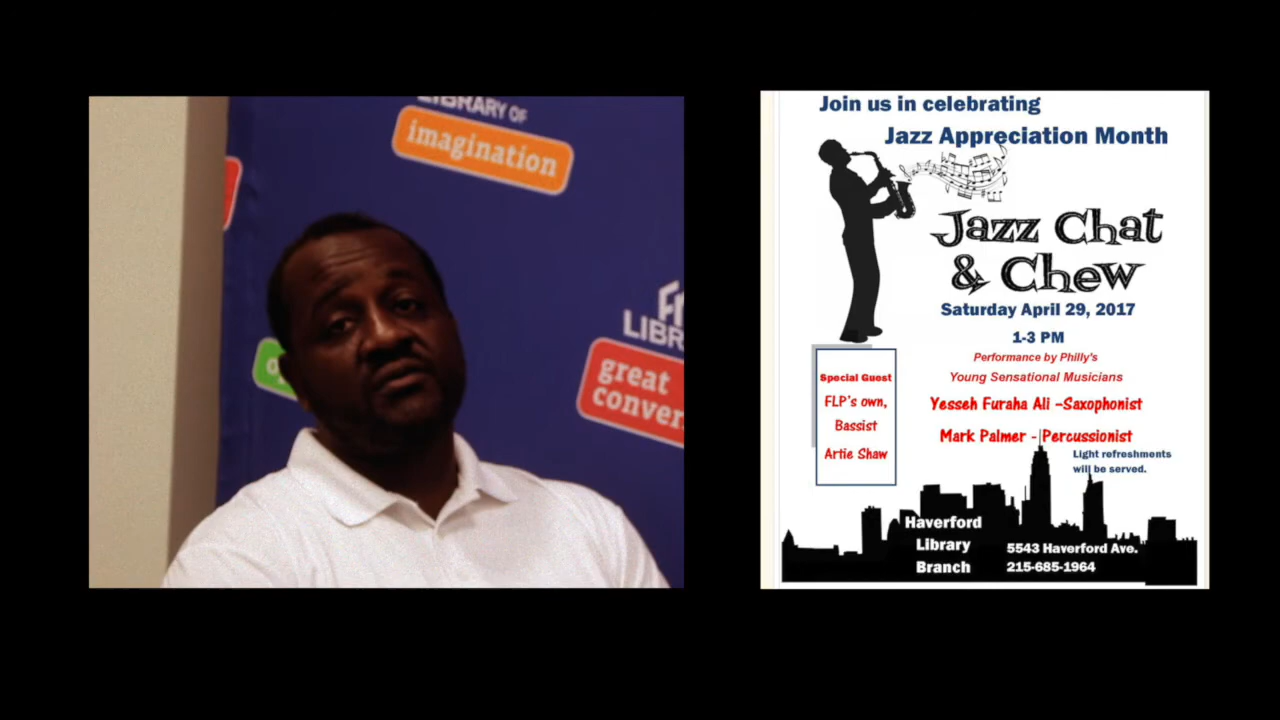 LIBRARY OF
imagination
LIBR
great
conver
Join us in celebrating
Jazz Appreciation Month
Jazz Chat
& Chew
Saturday April 29, 2017
1-3 PM
Performance by Philly's
Young Sensational Musicians
Special Guest
FLP's own,
Bassist
Artie Shaw
Yesseh Furaha Ali -Saxophonist
Mark Palmer - Percussionist
Light refreshments
will be served.
Haverford
Library
Branch
5543 Haverford Ave.
215-685-1964